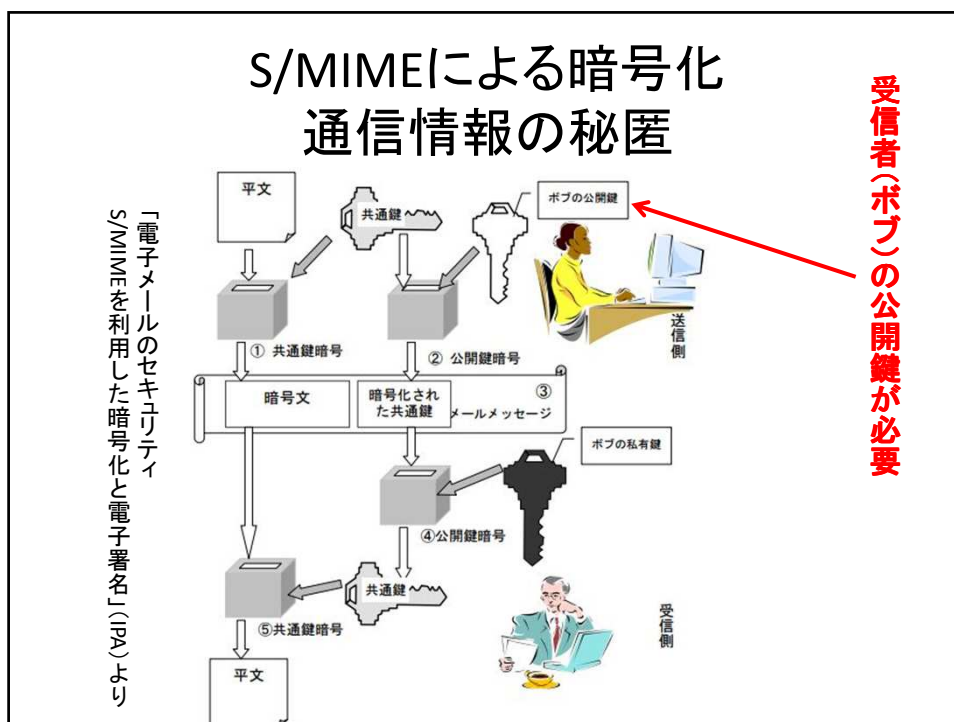 S/MIMEによる暗号化
通信情報の秘匿
受信者(ボブ)の公開鍵が必要
「電子メールのセキュリティ
S/MIMEを利用した暗号化と電子署名」(IPA)より
平文
共通鍵
ボブの公開鍵
送信側
① 共通鍵暗号
② 公開鍵暗号
③
暗号文
暗号化され
た共通鍵
メールメッセージ
ボブの私有鍵
④公開鍵暗号
共通鍵
⑤共通鍵暗号
受信側
平文